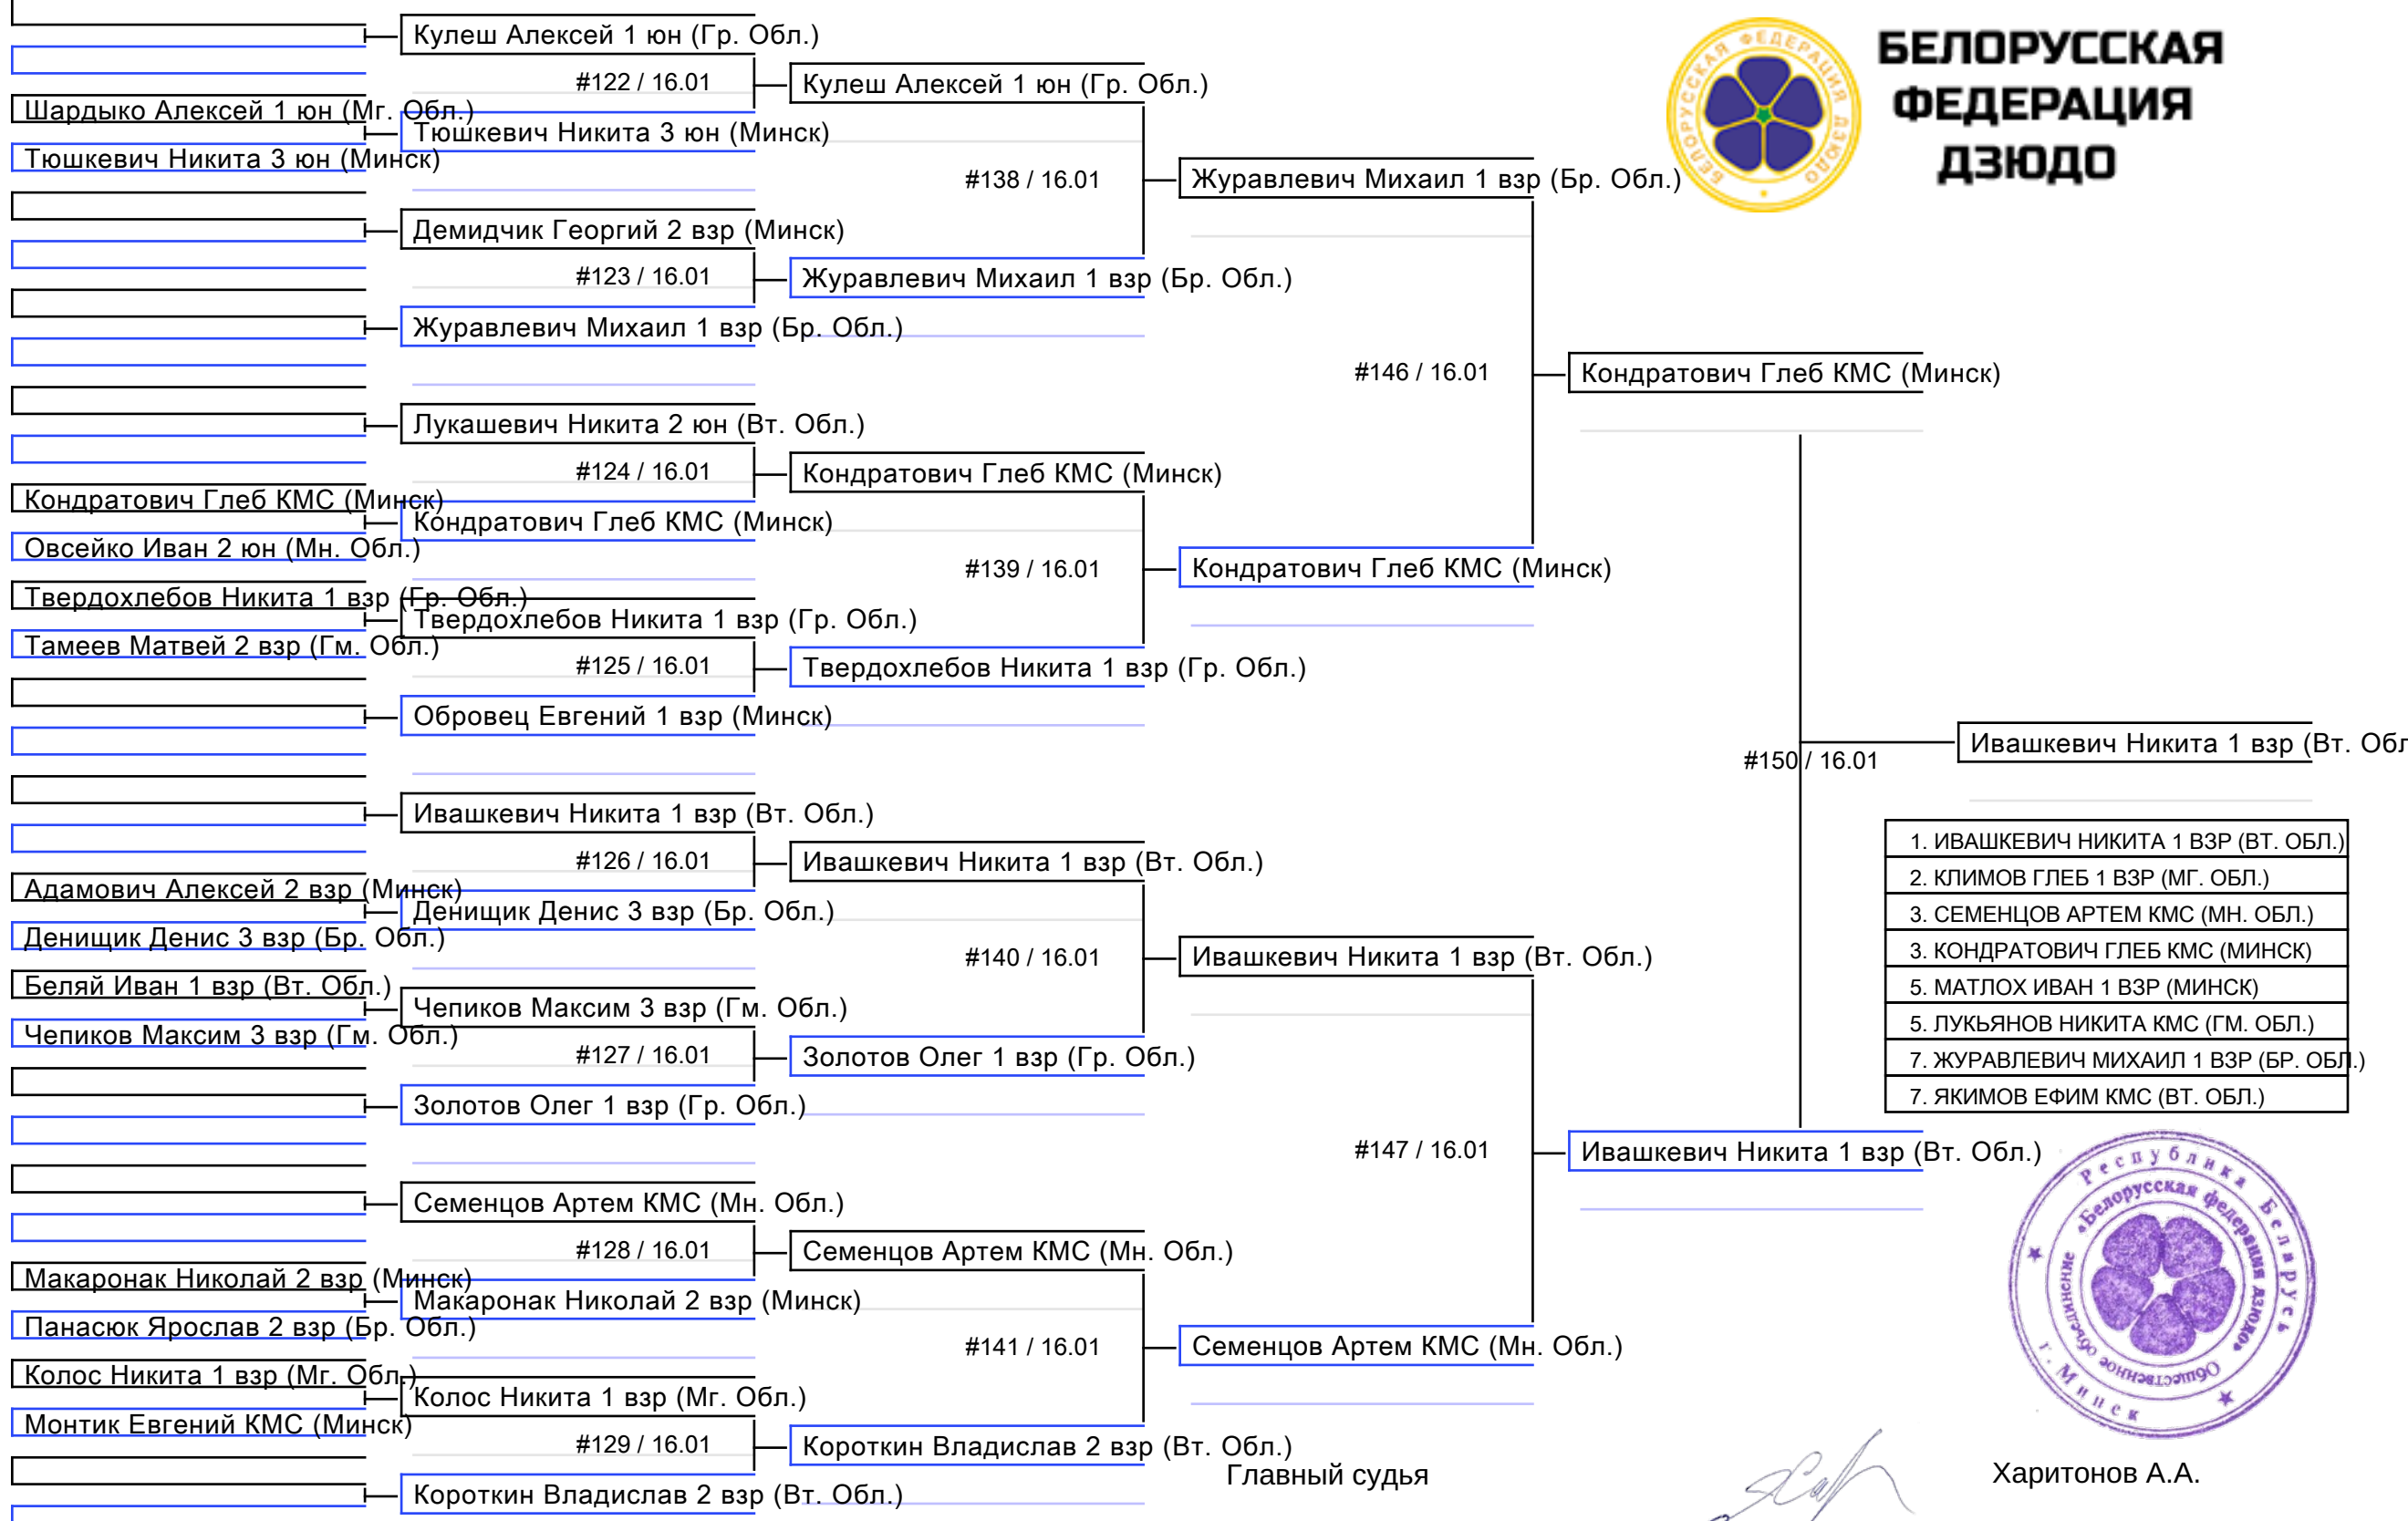 Кулеш Алексей 1 юн (Гр. Обл.)
#122 / 16.01
Кулеш Алексей 1 юн (Гр. Обл.)
Шардыко Алексей 1 юн (Мг. Обл.)
Тюшкевич Никита 3 юн (Минск)
Тюшкевич Никита 3 юн (Минск)
#138 / 16.01
Журавлевич Михаил 1 взр (Бр. Обл.)
Демидчик Георгий 2 взр (Минск)
#123 / 16.01
Журавлевич Михаил 1 взр (Бр. Обл.)
Журавлевич Михаил 1 взр (Бр. Обл.)
#146 / 16.01
Кондратович Глеб КМС (Минск)
Лукашевич Никита 2 юн (Вт. Обл.)
#124 / 16.01
Кондратович Глеб КМС (Минск)
Кондратович Глеб КМС (Минск)
Кондратович Глеб КМС (Минск)
Овсейко Иван 2 юн (Мн. Обл.)
#139 / 16.01
Кондратович Глеб КМС (Минск)
Твердохлебов Никита 1 взр (Гр. Обл.)
Твердохлебов Никита 1 взр (Гр. Обл.)
Тамеев Матвей 2 взр (Гм. Обл.)
#125 / 16.01
Твердохлебов Никита 1 взр (Гр. Обл.)
Обровец Евгений 1 взр (Минск)
#150 / 16.01
Ивашкевич Никита 1 взр (Вт. Обл
Ивашкевич Никита 1 взр (Вт. Обл.)
#126 / 16.01
Ивашкевич Никита 1 взр (Вт. Обл.)
Адамович Алексей 2 взр (Минск)
Денищик Денис 3 взр (Бр. Обл.)
Денищик Денис 3 взр (Бр. Обл.)
#140 / 16.01
Ивашкевич Никита 1 взр (Вт. Обл.)
Беляй Иван 1 взр (Вт. Обл.)
Чепиков Максим 3 взр (Гм. Обл.)
Чепиков Максим 3 взр (Гм. Обл.)
#127 / 16.01
Золотов Олег 1 взр (Гр. Обл.)
Золотов Олег 1 взр (Гр. Обл.)
#147 / 16.01
Ивашкевич Никита 1 взр (Вт. Обл.)
Семенцов Артем КМС (Мн. Обл.)
#128 / 16.01
Семенцов Артем КМС (Мн. Обл.)
Макаронак Николай 2 взр (Минск)
Макаронак Николай 2 взр (Минск)
Панасюк Ярослав 2 взр (Бр. Обл.)
#141 / 16.01
Семенцов Артем КМС (Мн. Обл.)
Колос Никита 1 взр (Мг. Обл.)
Колос Никита 1 взр (Мг. Обл.)
Монтик Евгений КМС (Минск)
#129 / 16.01
Короткин Владислав 2 взр (Вт. Обл.)
Короткин Владислав 2 взр (Вт. Обл.)
БЕЛОРУССКАЯ ФЕДЕРАЦИЯ ДЗЮДО
БЕЛОРУССКАЯ
ФЕДЕРАЦИЯ
ДЗЮДО
1. ИВАШКЕВИЧ НИКИТА 1 ВЗР (ВТ. ОБЛ.)
2. КЛИМОВ ГЛЕБ 1 ВЗР (МГ. ОБЛ.)
3. СЕМЕНЦОВ АРТЕМ КМС (МН. ОБЛ.)
3. КОНДРАТОВИЧ ГЛЕБ КМС (МИНСК)
5. МАТЛОХ ИВАН 1 ВЗР (МИНСК)
5. ЛУКЬЯНОВ НИКИТА КМС (ГМ. ОБЛ.)
7. ЖУРАВЛЕВИЧ МИХАИЛ 1 ВЗР (БР. ОБЛ.)
7. ЯКИМОВ ЕФИМ КМС (ВТ. ОБЛ.)
Республика Беларусь
г. Минск
Общественное объединение
«Белорусская федерация дзюдо»
Главный судья
Харитонов А.А.